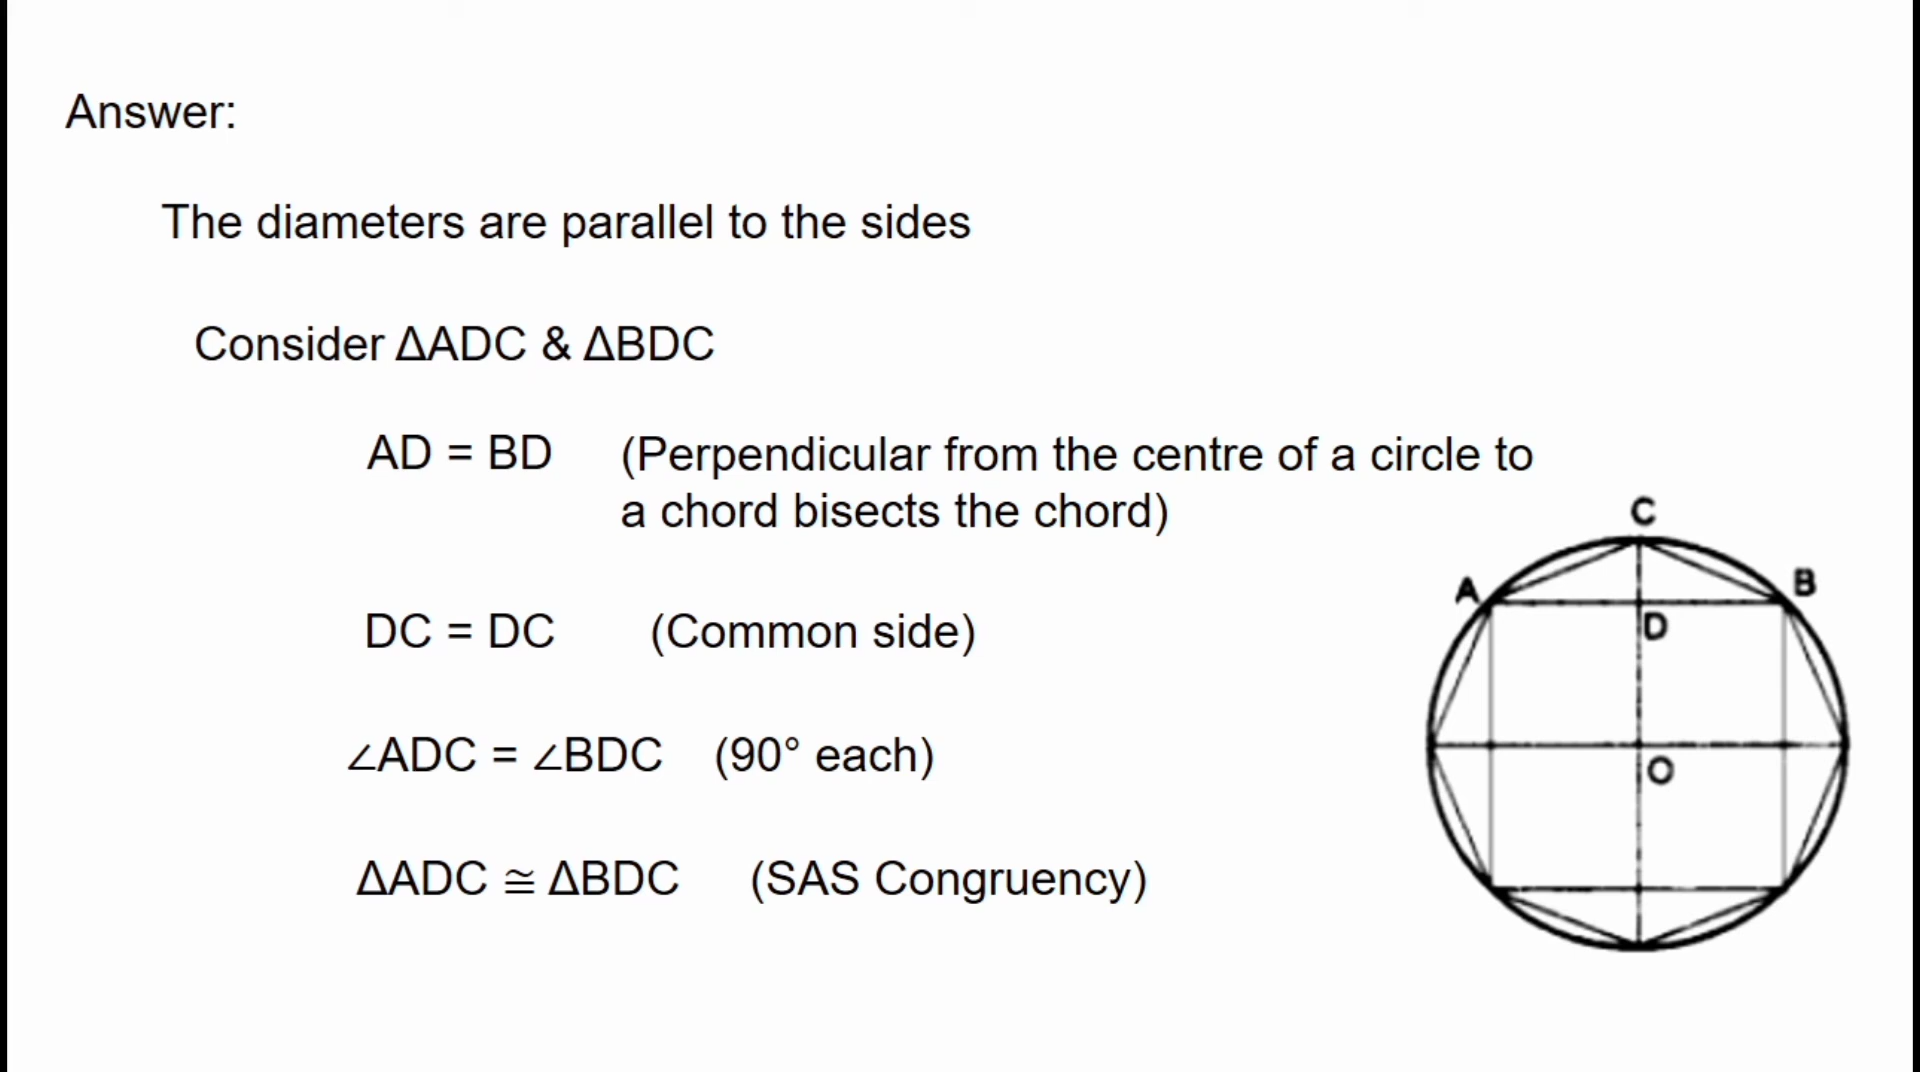 Answer:
The diameters are parallel to the sides
Consider ΔADC & ΔBDC
AD = BD (Perpendicular from the centre of a circle to
a chord bisects the chord)
DC = DC (Common side)
∠ADC = ∠BDC (90° each)
ΔADC ≅ ΔBDC (SAS Congruency)
C
A
B
D
O